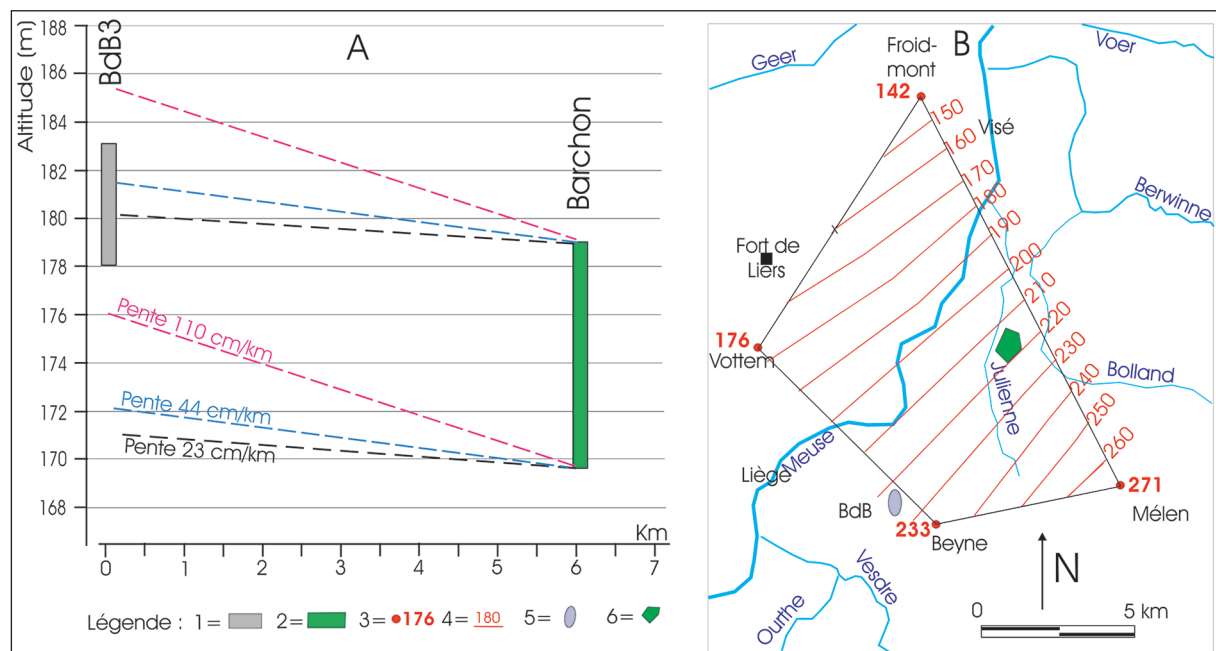 A
Altitude (m)
188
186
184
182
180
178
176
174
172
170
168
BdB3
Barchon
Pente 110 cm/km
Pente 44 cm/km
Pente 23 cm/km
Km
0 1 2 3 4 5 6 7
B
Geer
Froid-
mont
142
Voer
Visé
150
160
170
180
190
200
210
220
230
240
250
260
Berwinne
Fort de
Liers
176
Vottem
Julienne
Bolland
Meuse
Liège
BdB
233
Beyne
271
Mélen
Vesdre
Ourthe
N
0 5 km
Légende : 1= 2= 3= 176 4= 180 5= 6=